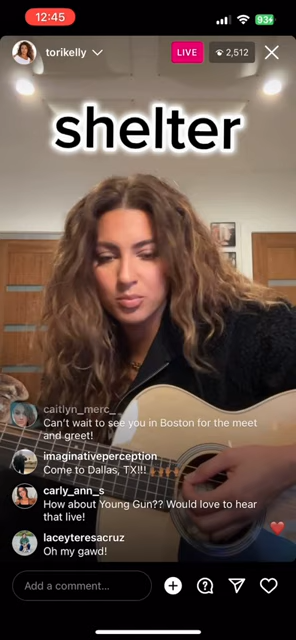 12:45
93
torikelly
LIVE
2,512
shelter
caitlyn_merc_
Can't wait to see you in Boston for the meet
and greet!
imaginativeperception
Come to Dallas, TX!!!
carly_ann_s
How about Young Gun?? Would love to hear
that live!
laceyteresacruz
Oh my gawd!
Add a comment...